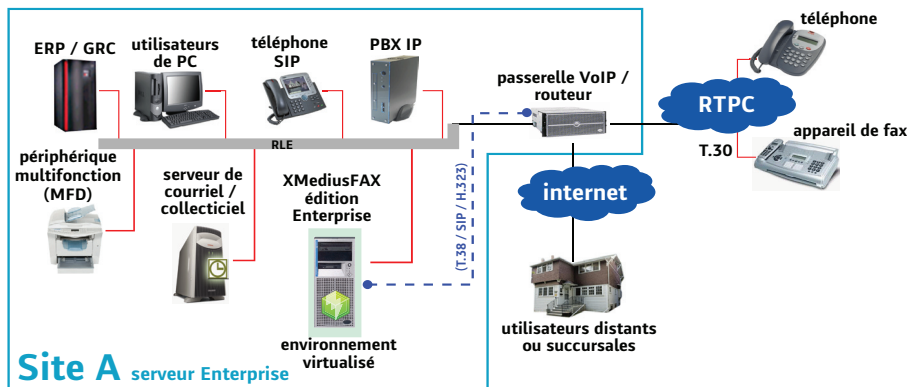 ERP / GRC
utilisateurs
de PC
téléphone
SIP
PBX IP
passerelle VoIP /
routeur
téléphone
RTPC
appareil de fax
T.30
RLE
périphérique
multifonction
(MFD)
serveur de
courriel /
collecticiel
XMediusFAX
édition
Enterprise
(T.38 / SIP / H.323)
internet
environnement
virtualisé
utilisateurs distants
ou succursales
Site A serveur Enterprise